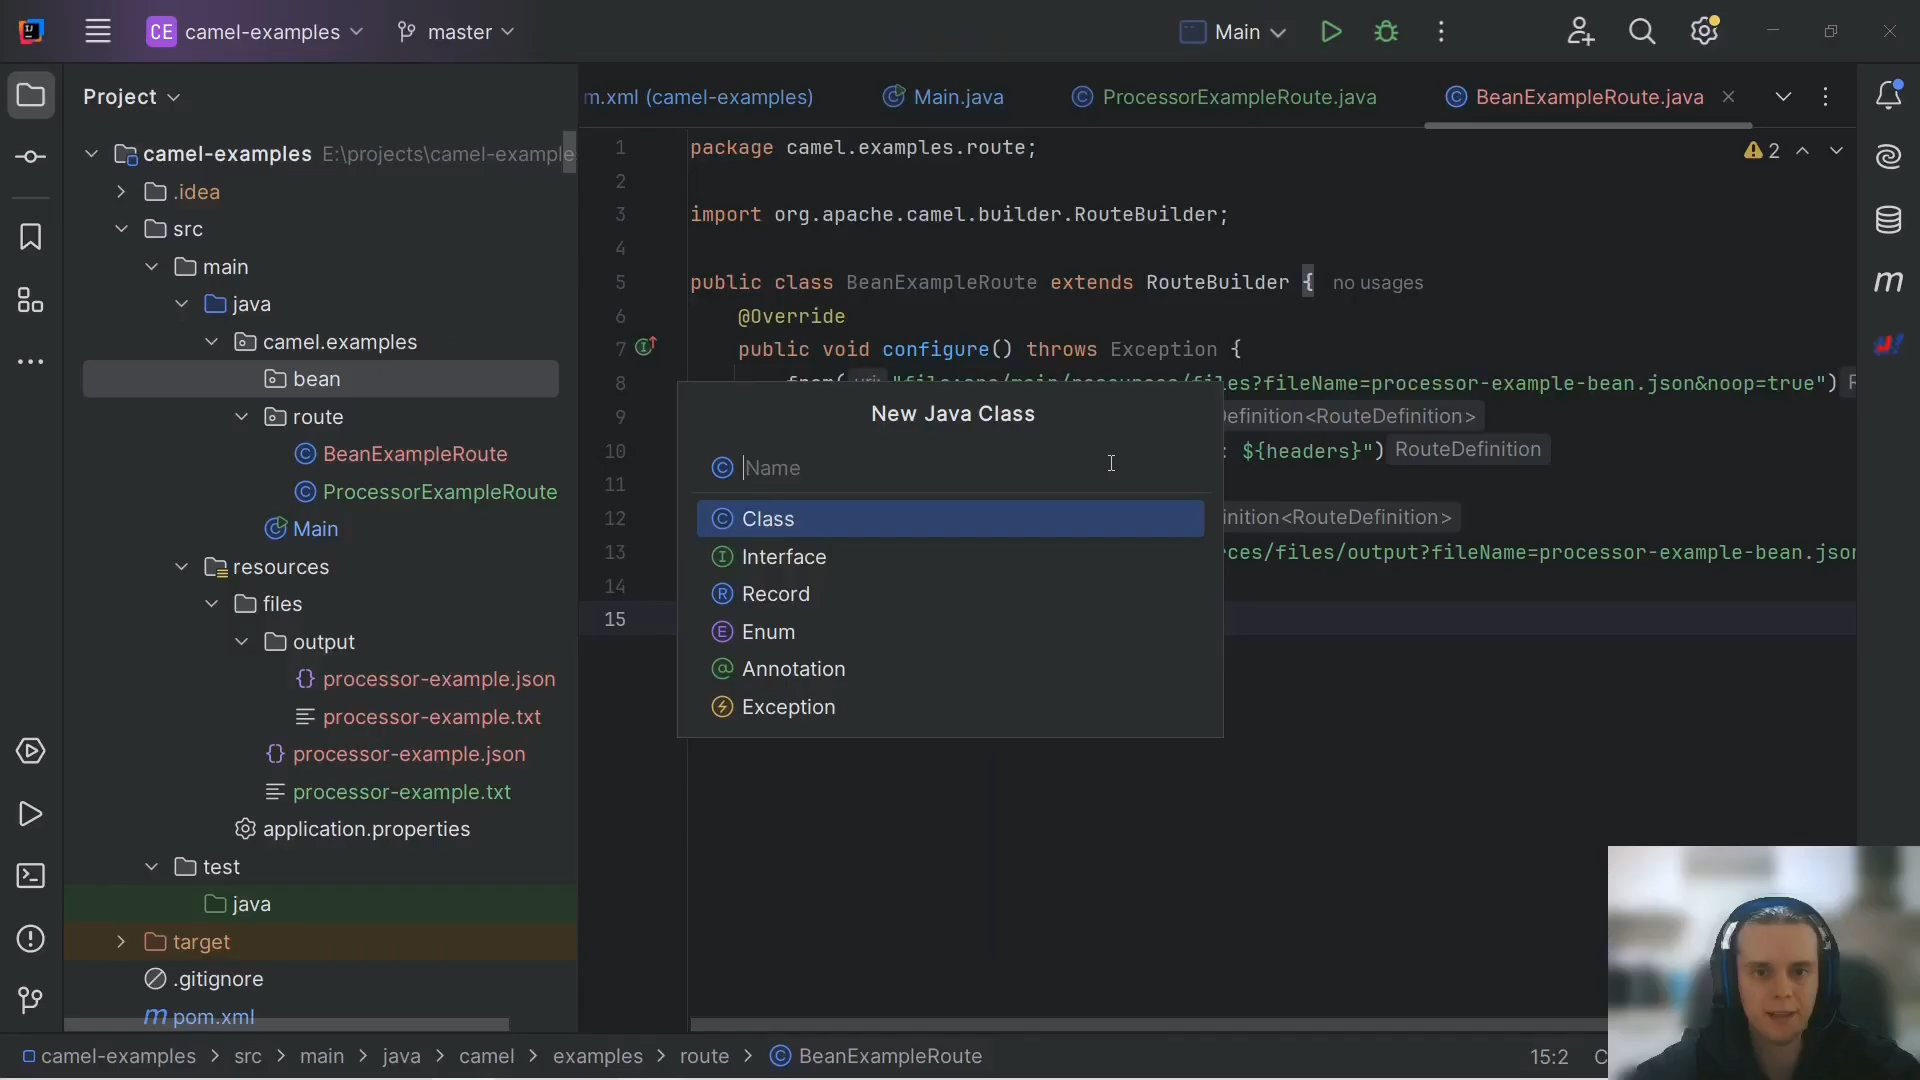 CE camel-examples
master
Main
Project
m.xml (camel-examples)
Main.java
ProcessorExampleRoute.java
BeanExampleRoute.java
camel-examples E:\projects\camel-example
.idea
src
main
java
camel.examples
bean
route
BeanExampleRoute
ProcessorExampleRoute
Main
resources
files
output
processor-example.json
processor-example.txt
processor-example.json
processor-example.txt
application.properties
test
java
target
.gitignore
pom.xml
1 package camel.examples.route;
2
2
3 import org.apache.camel.builder.RouteBuilder;
4
5 public class BeanExampleRoute extends RouteBuilder { no usages
6 @Override
7 public void configure() throws Exception {
8 files?fileName=processor-example-bean.json&noop=true")
9 efinition<RouteDefinition>
10 : ${headers}") RouteDefinition
11
12 inition<RouteDefinition>
13 ces/files/output?fileName=processor-example-bean.json
14
15
New Java Class
Name
Class
Interface
Record
Enum
Annotation
Exception
camel-examples > src > main > java > camel > examples > route > BeanExampleRoute
15:2